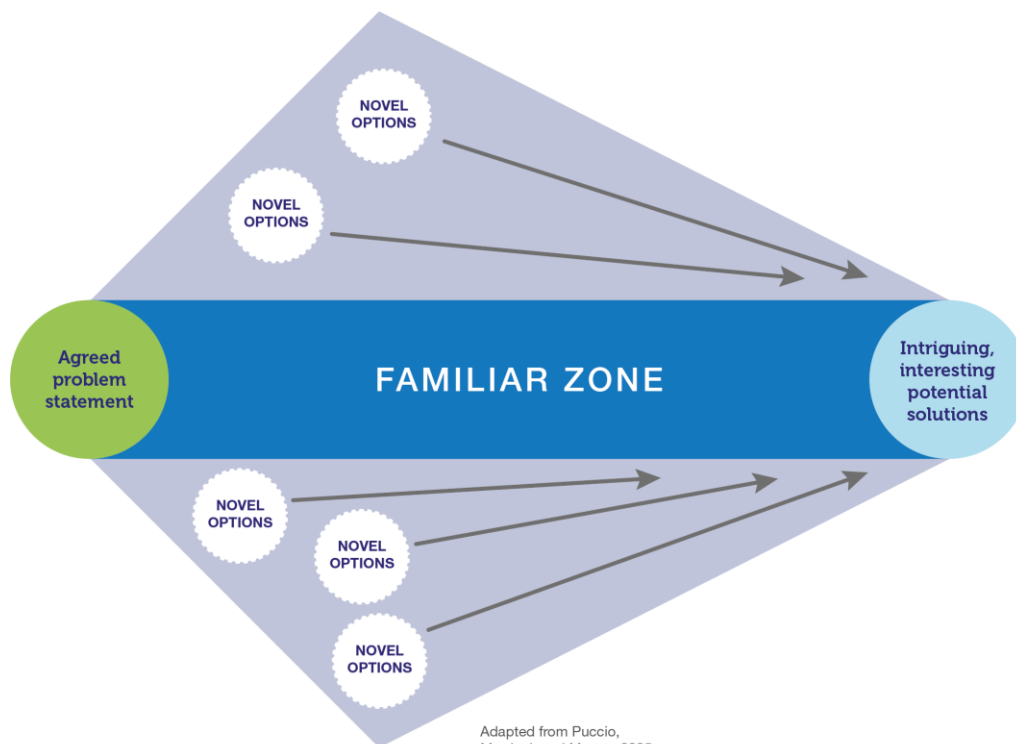 NOVEL
OPTIONS
NOVEL
OPTIONS
Agreed
problem
statement
FAMILIAR ZONE
Intriguing,
interesting
potential
solutions
NOVEL
OPTIONS
NOVEL
OPTIONS
NOVEL
OPTIONS
Adapted from Puccio,